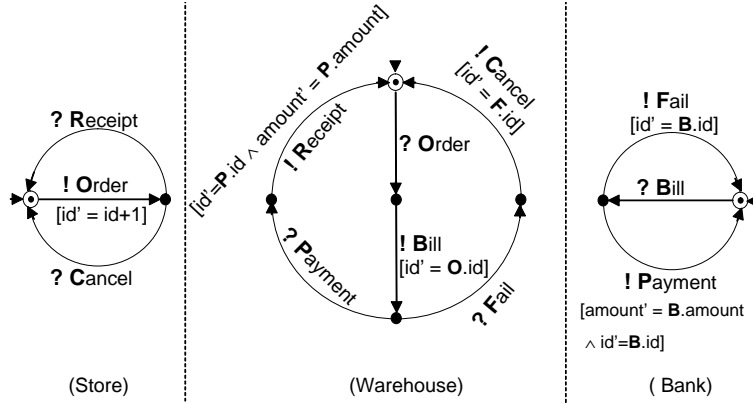 ? Receipt
! Order
[id' = id+1]
? Cancel
(Store)
[id'=P.id ∧ amount' = P.amount]
! Receipt
! Cancel
[id' = F.id]
? Order
! Bill
[id' = O.id]
? Payment
? Fail
(Warehouse)
! Fail
[id' = B.id]
? Bill
! Payment
[amount' = B.amount
∧ id'=B.id]
( Bank)